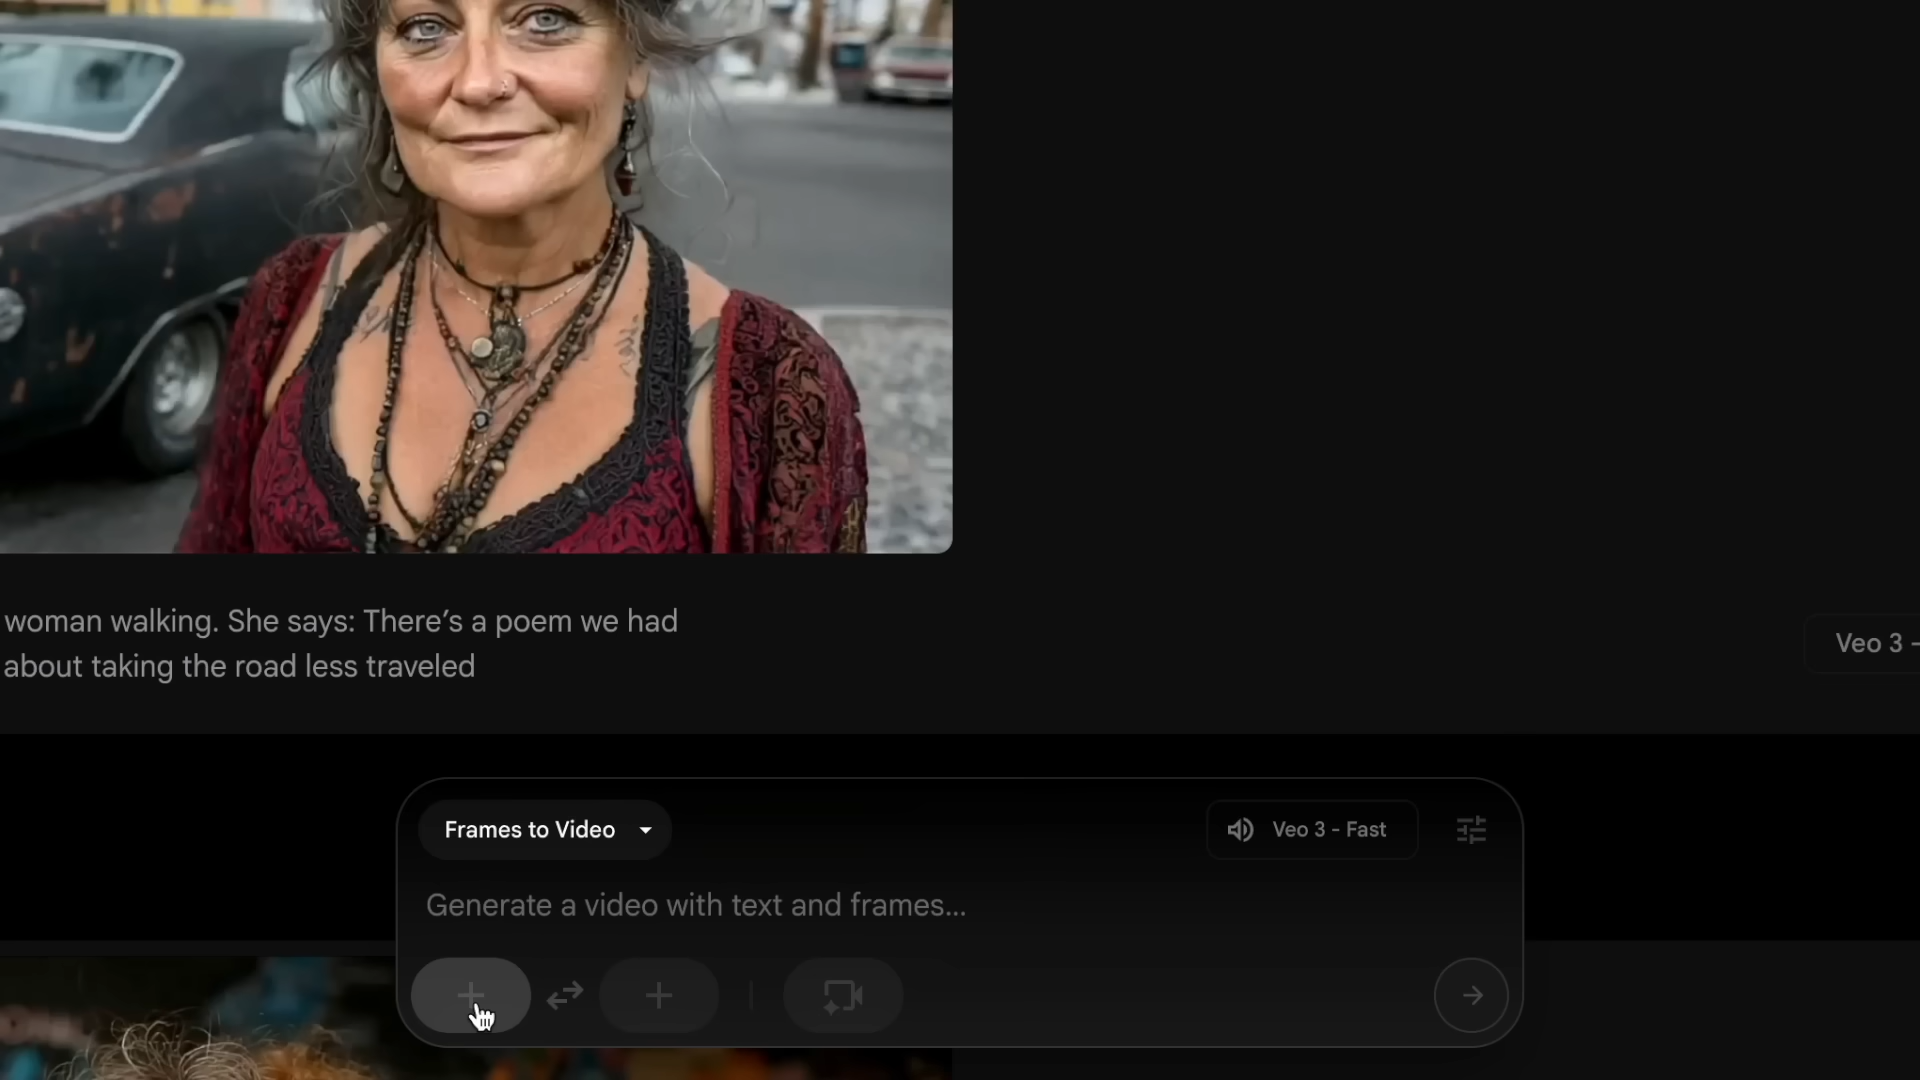 woman walking. She says: There’s a poem we had
about taking the road less traveled
Veo 3 -
Frames to Video
Veo 3 - Fast
Generate a video with text and frames...